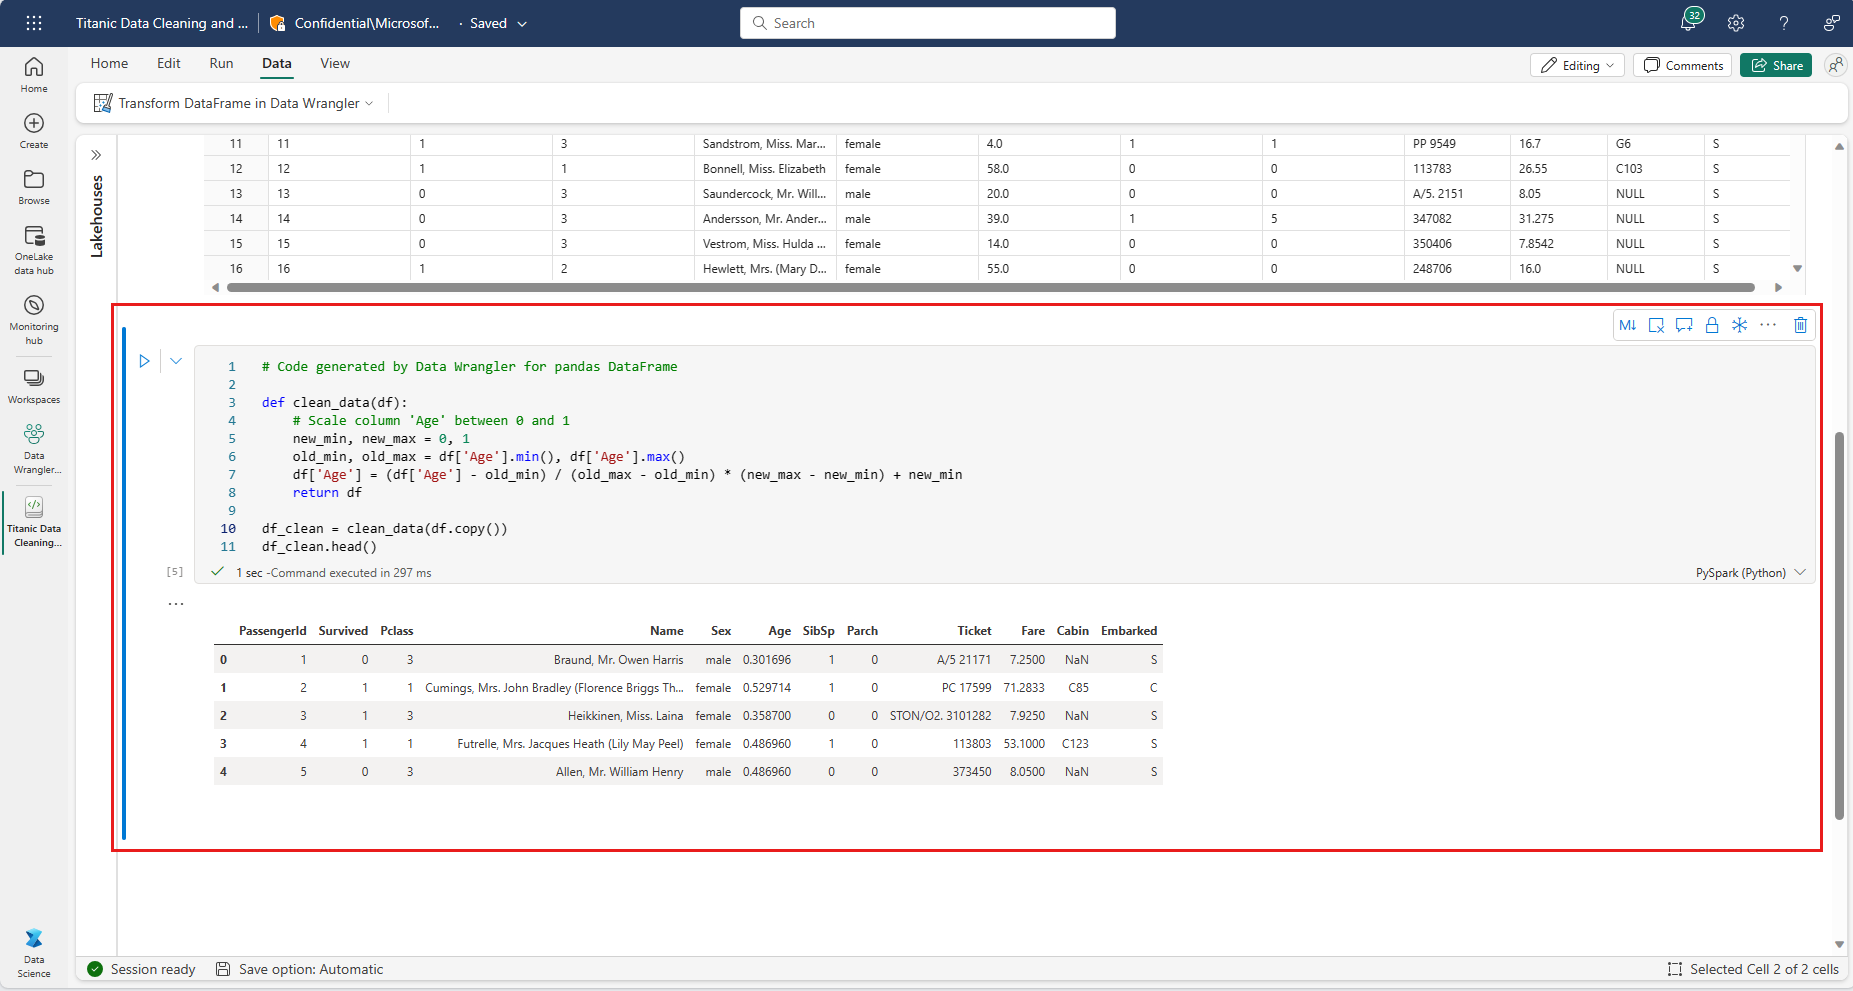 Titanic Data Cleaning and ... Confidential\Microsof... · Saved
Search
32
?
Home Edit Run Data View
Editing Comments Share
Transform DataFrame in Data Wrangler
Home
Create
Browse
OneLake
data hub
Monitoring
hub
Workspaces
Data
Wrangler...
Titanic Data
Cleaning...
Data
Science
Lakehouses
11 11 1 3 Sandstrom, Miss. Mar... female 4.0 1 1 PP 9549 16.7 G6 S
12 12 1 1 Bonnell, Miss. Elizabeth female 58.0 0 0 113783 26.55 C103 S
13 13 0 3 Saundercock, Mr. Will... male 20.0 0 0 A/5. 2151 8.05 NULL S
14 14 0 3 Andersson, Mr. Ander... male 39.0 1 5 347082 31.275 NULL S
15 15 0 3 Vestrom, Miss. Hulda ... female 14.0 0 0 350406 7.8542 NULL S
16 16 1 2 Hewlett, Mrs. (Mary D... female 55.0 0 0 248706 16.0 NULL S
M↓ ...
1 # Code generated by Data Wrangler for pandas DataFrame
2
3 def clean_data(df):
4     # Scale column 'Age' between 0 and 1
5     new_min, new_max = 0, 1
6     old_min, old_max = df['Age'].min(), df['Age'].max()
7     df['Age'] = (df['Age'] - old_min) / (old_max - old_min) * (new_max - new_min) + new_min
8     return df
9
10 df_clean = clean_data(df.copy())
11 df_clean.head()
[5] 1 sec -Command executed in 297 ms PySpark (Python)
...
PassengerId Survived Pclass Name Sex Age SibSp Parch Ticket Fare Cabin Embarked
0 1 0 3 Braund, Mr. Owen Harris male 0.301696 1 0 A/5 21171 7.2500 NaN S
1 2 1 1 Cumings, Mrs. John Bradley (Florence Briggs Th... female 0.529714 1 0 PC 17599 71.2833 C85 C
2 3 1 3 Heikkinen, Miss. Laina female 0.358700 0 0 STON/O2. 3101282 7.9250 NaN S
3 4 1 1 Futrelle, Mrs. Jacques Heath (Lily May Peel) female 0.486960 1 0 113803 53.1000 C123 S
4 5 0 3 Allen, Mr. William Henry male 0.486960 0 0 373450 8.0500 NaN S
Session ready Save option: Automatic Selected Cell 2 of 2 cells